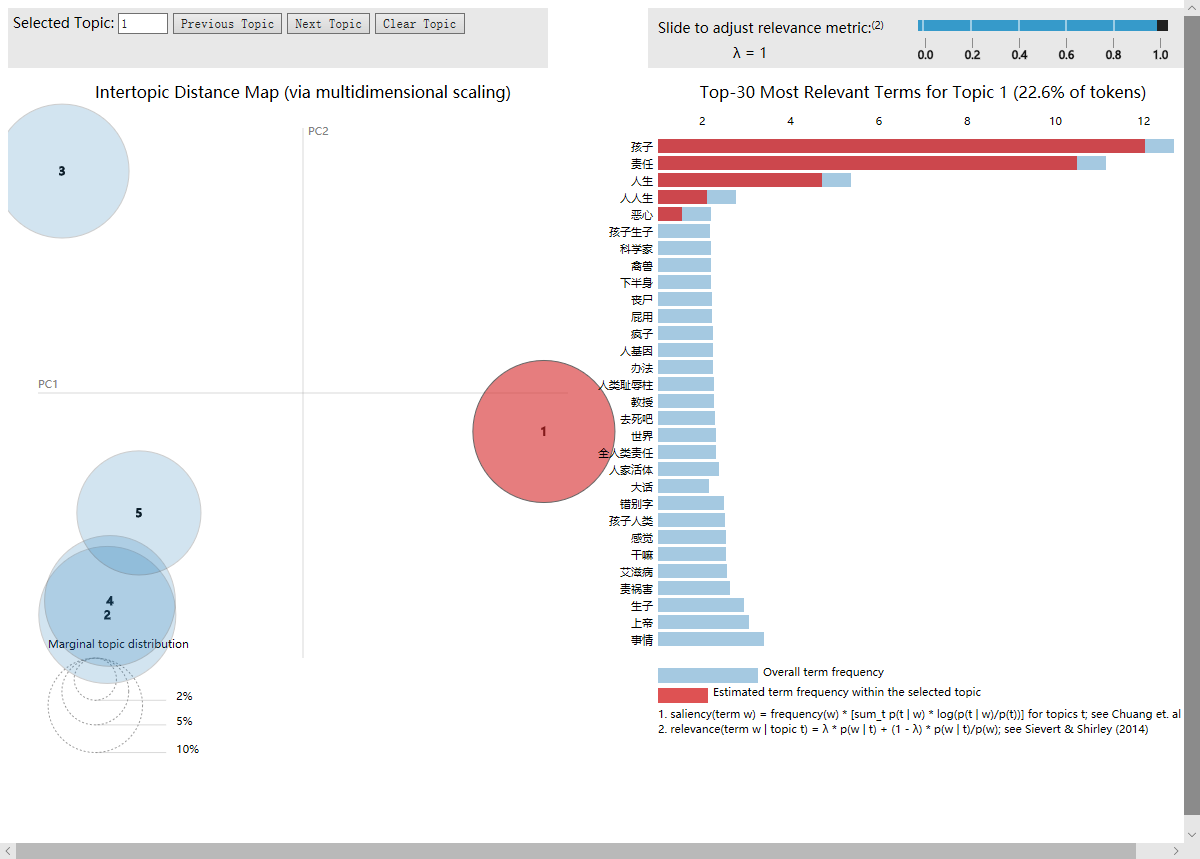 Selected Topic: 1 Previous Topic Next Topic Clear Topic
Slide to adjust relevance metric:(2)
λ = 1
0.0 0.2 0.4 0.6 0.8 1.0
Intertopic Distance Map (via multidimensional scaling)
PC2
PC1
3
1
5
4
2
Marginal topic distribution
2%
5%
10%
Top-30 Most Relevant Terms for Topic 1 (22.6% of tokens)
2 4 6 8 10 12
孩子
责任
人生
人人生
恶心
孩子生子
科学家
禽兽
下半身
丧尸
屁用
疯子
人基因
办法
人类耻辱柱
教授
去死吧
世界
全人类责任
人家活体
大话
错别字
孩子人类
感觉
干嘛
艾滋病
责祸害
生子
上帝
事情
Overall term frequency
Estimated term frequency within the selected topic
1. saliency(term w) = frequency(w) * [sum_t p(t | w) * log(p(t | w)/p(t))] for topics t; see Chuang et. al
2. relevance(term w | topic t) = λ * p(w | t) + (1 - λ) * p(w | t)/p(w); see Sievert & Shirley (2014)